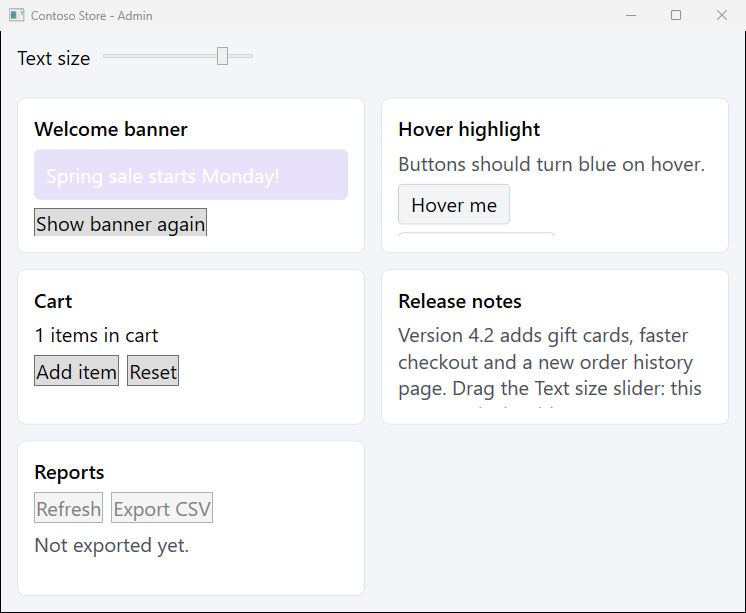 Contoso Store - Admin
Text size
Welcome banner
Spring sale starts Monday!
Show banner again
Hover highlight
Buttons should turn blue on hover.
Hover me
Cart
1 items in cart
Add item
Reset
Release notes
Version 4.2 adds gift cards, faster
checkout and a new order history
page. Drag the Text size slider: this
Reports
Refresh
Export CSV
Not exported yet.